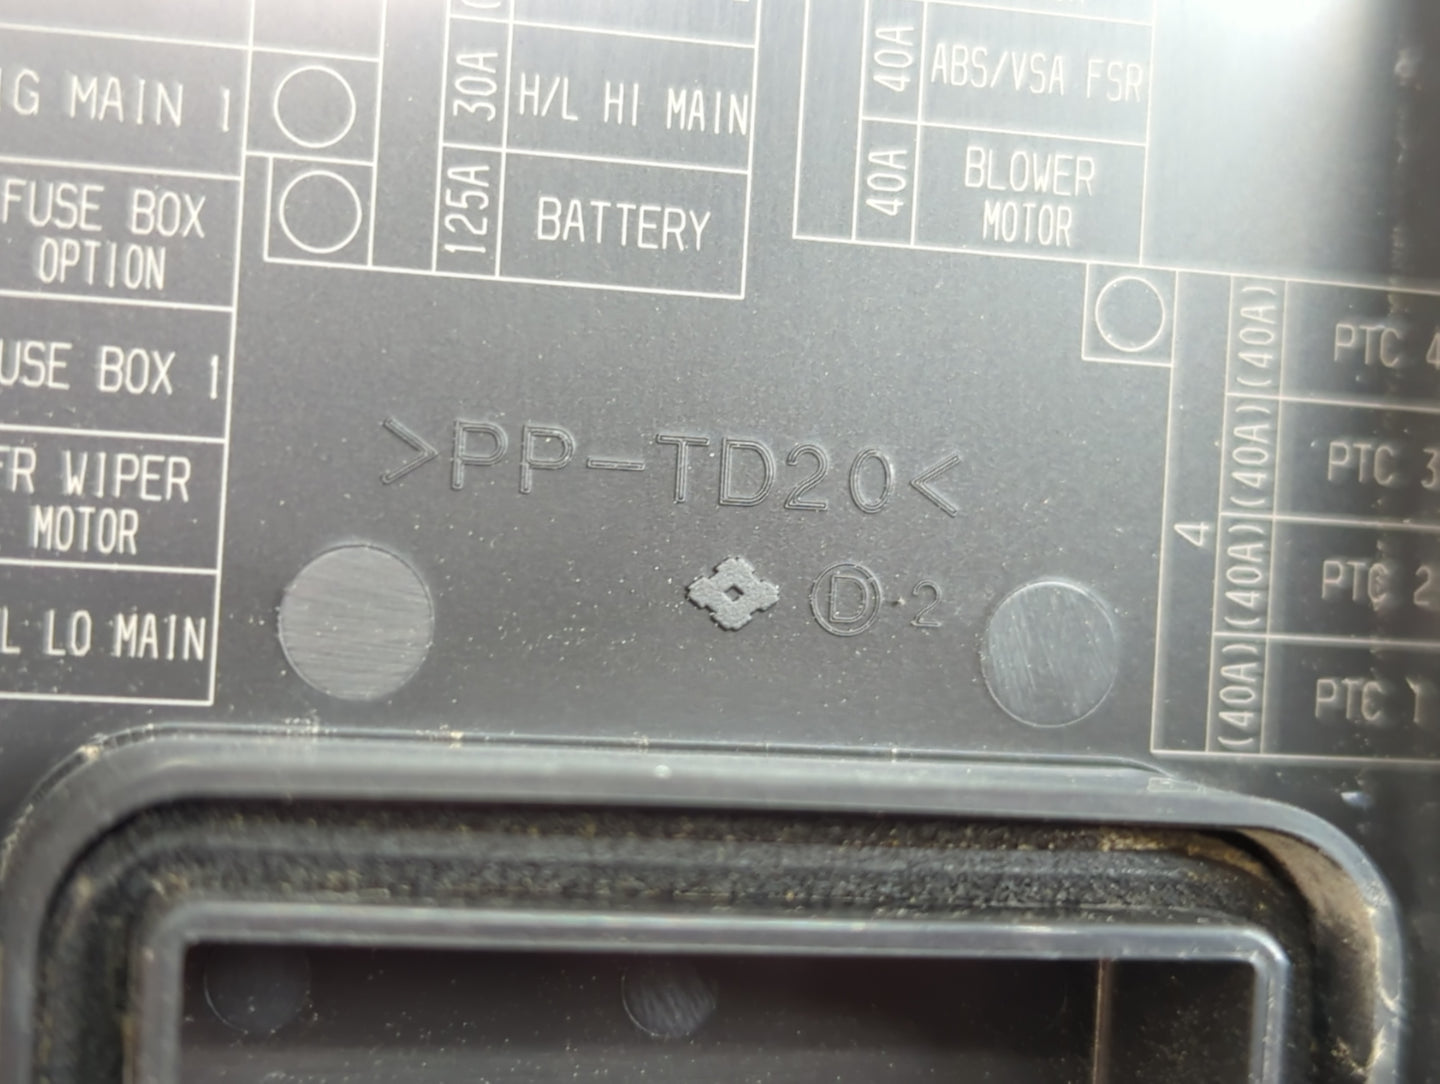 IG MAIN 1
FUSE BOX
OPTION
USE BOX 1
FR WIPER
MOTOR
L LO MAIN
30A
H/L HI MAIN
125A
BATTERY
40A
ABS/VSA FSR
40A
BLOWER
MOTOR
>PP-TD20<
D 2
4
(40A)
PTC 4
(40A)
PTC 3
(40A)
PTC 2
(40A)
PTC 1